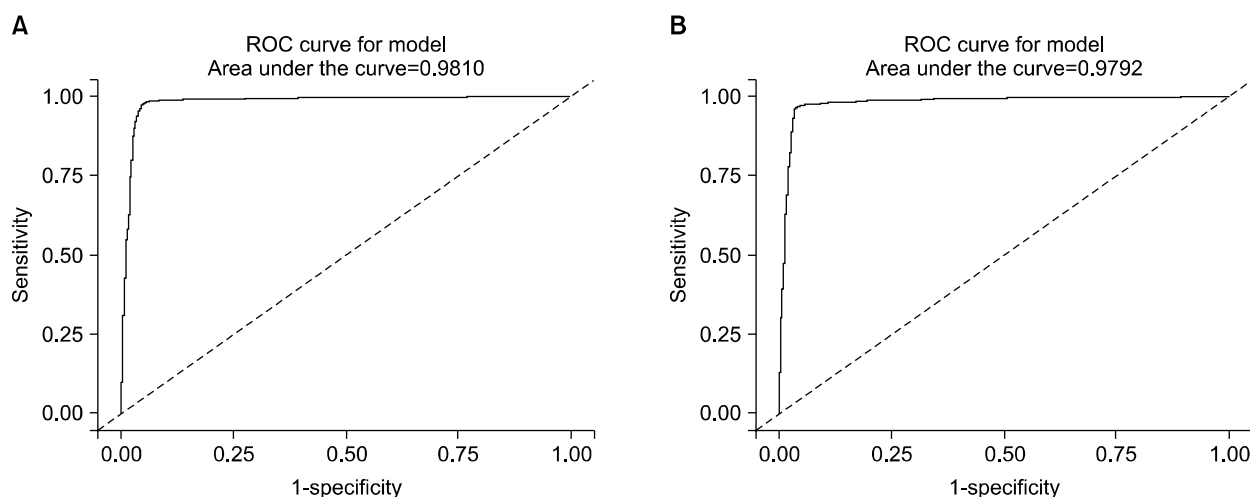 A
ROC curve for model
Area under the curve=0.9810
1.00
0.75
0.50
0.25
0.00
Sensitivity
0.00 0.25 0.50 0.75 1.00
1-specificity
B
ROC curve for model
Area under the curve=0.9792
1.00
0.75
0.50
0.25
0.00
Sensitivity
0.00 0.25 0.50 0.75 1.00
1-specificity